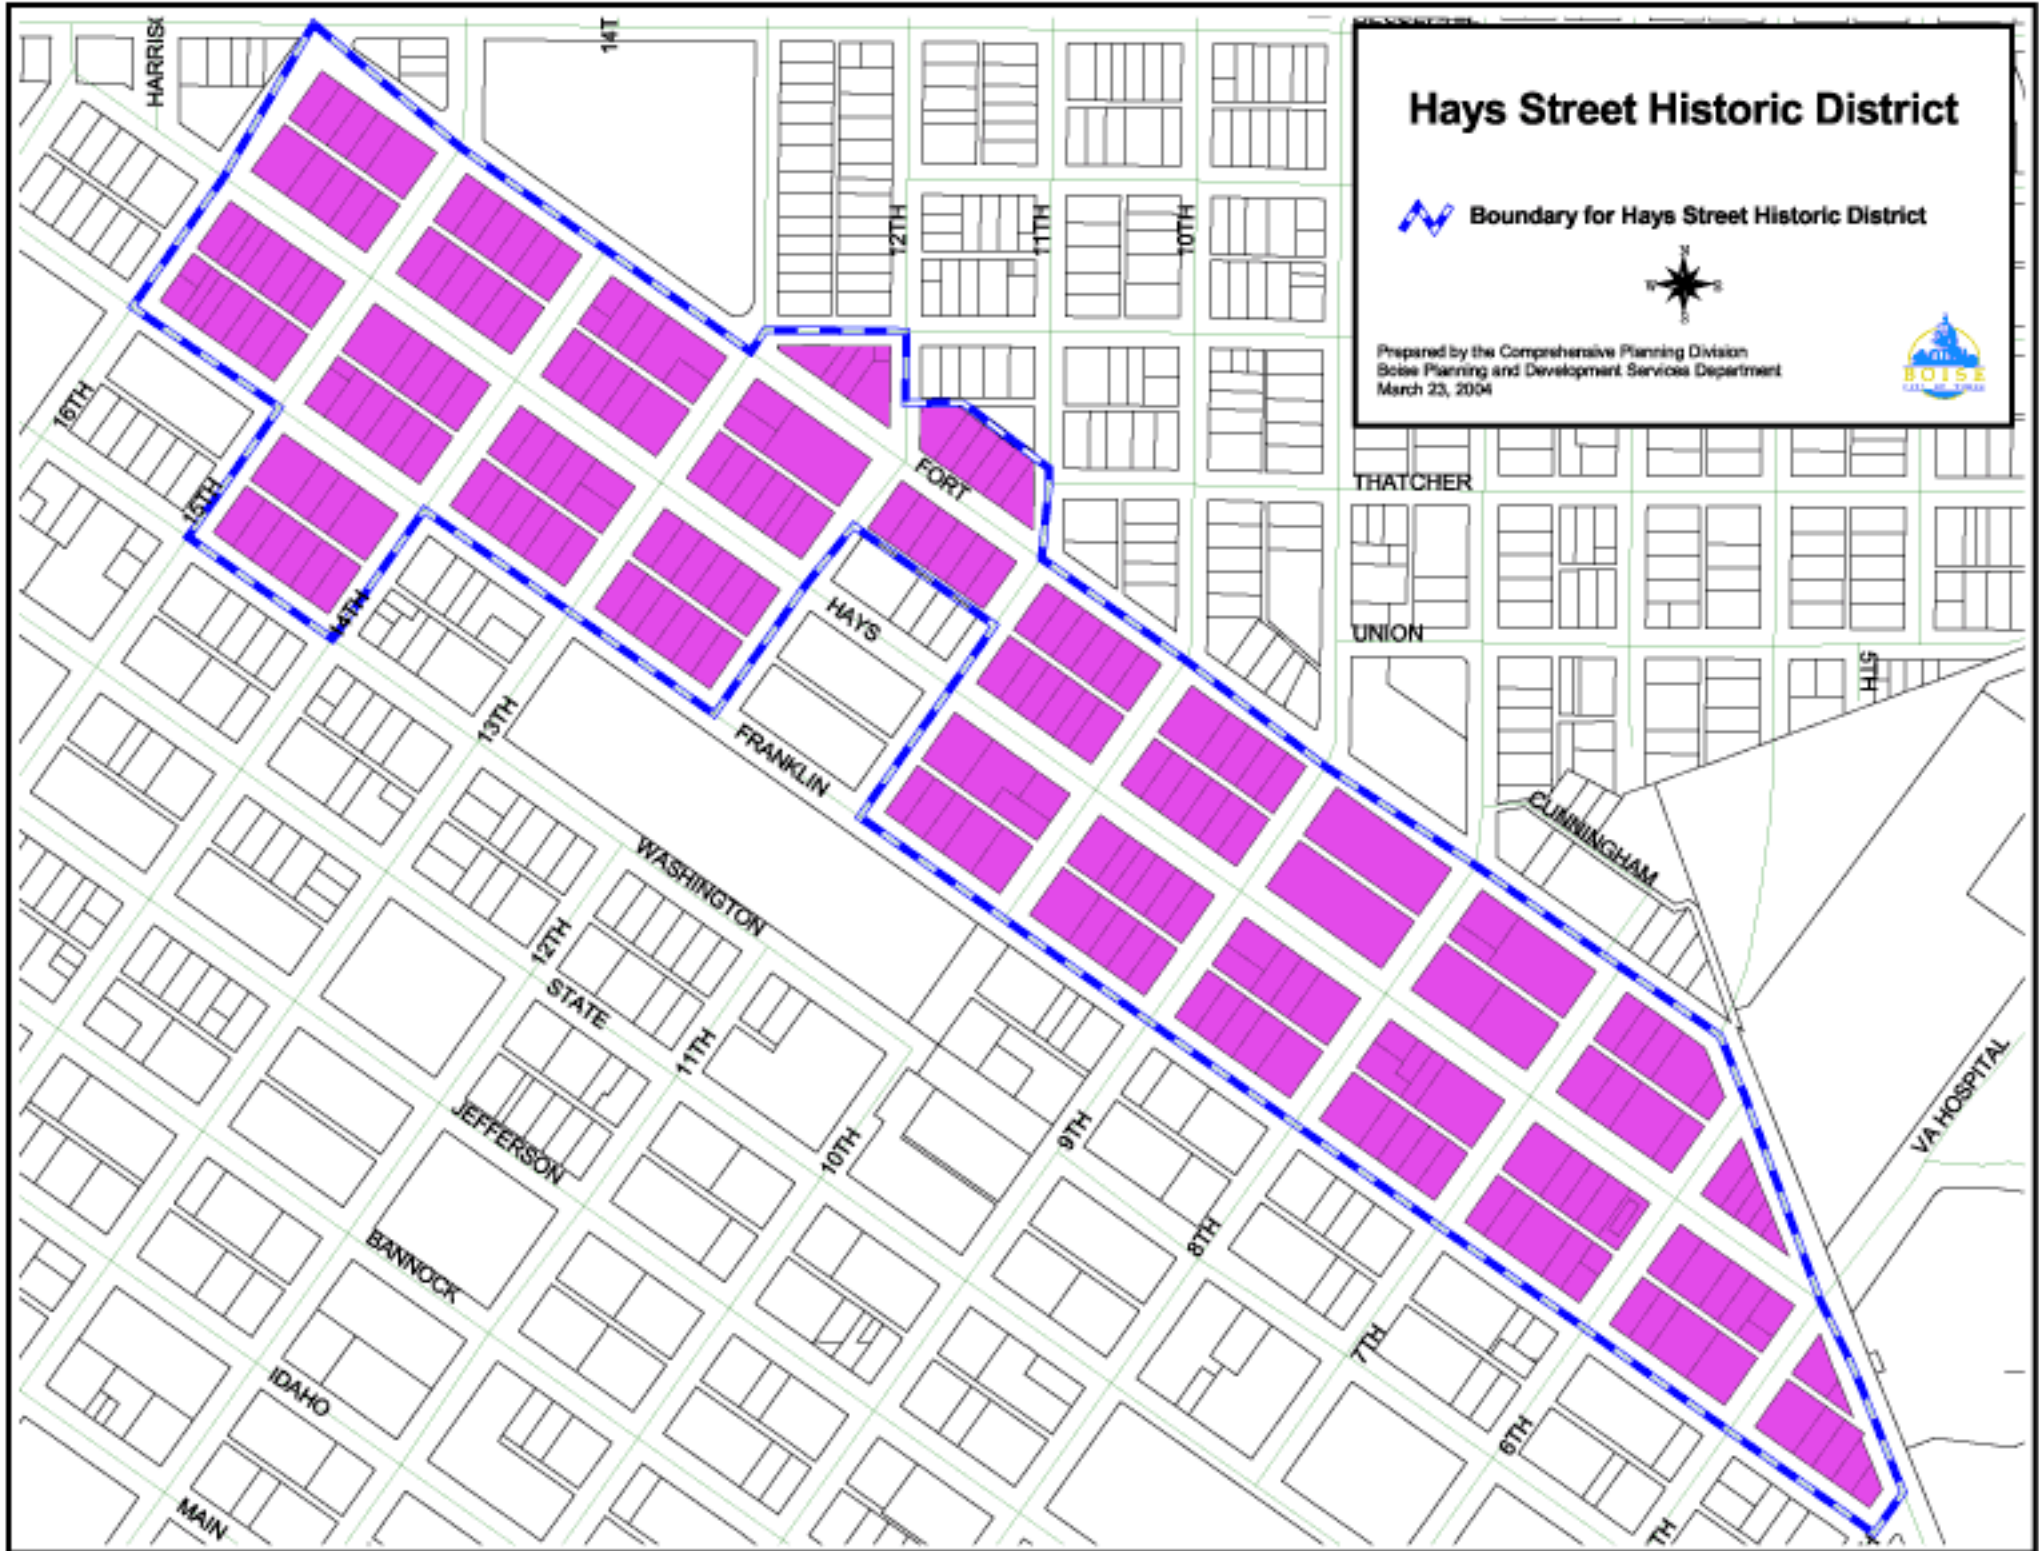 HARRIS
14T
Hays Street Historic District
Boundary for Hays Street Historic District
N
W
S
S
Prepared by the Comprehensive Planning Division
Boise Planning and Development Services Department
March 23, 2004
BOISE
12TH
11TH
10TH
16TH
15TH
14TH
FORT
THATCHER
HAYS
UNION
5TH
13TH
FRANKLIN
CUNNINGHAM
WASHINGTON
12TH
STATE
11TH
JEFFERSON
10TH
9TH
8TH
VA HOSPITAL
BANNOCK
7TH
IDAHO
6TH
MAIN
TH